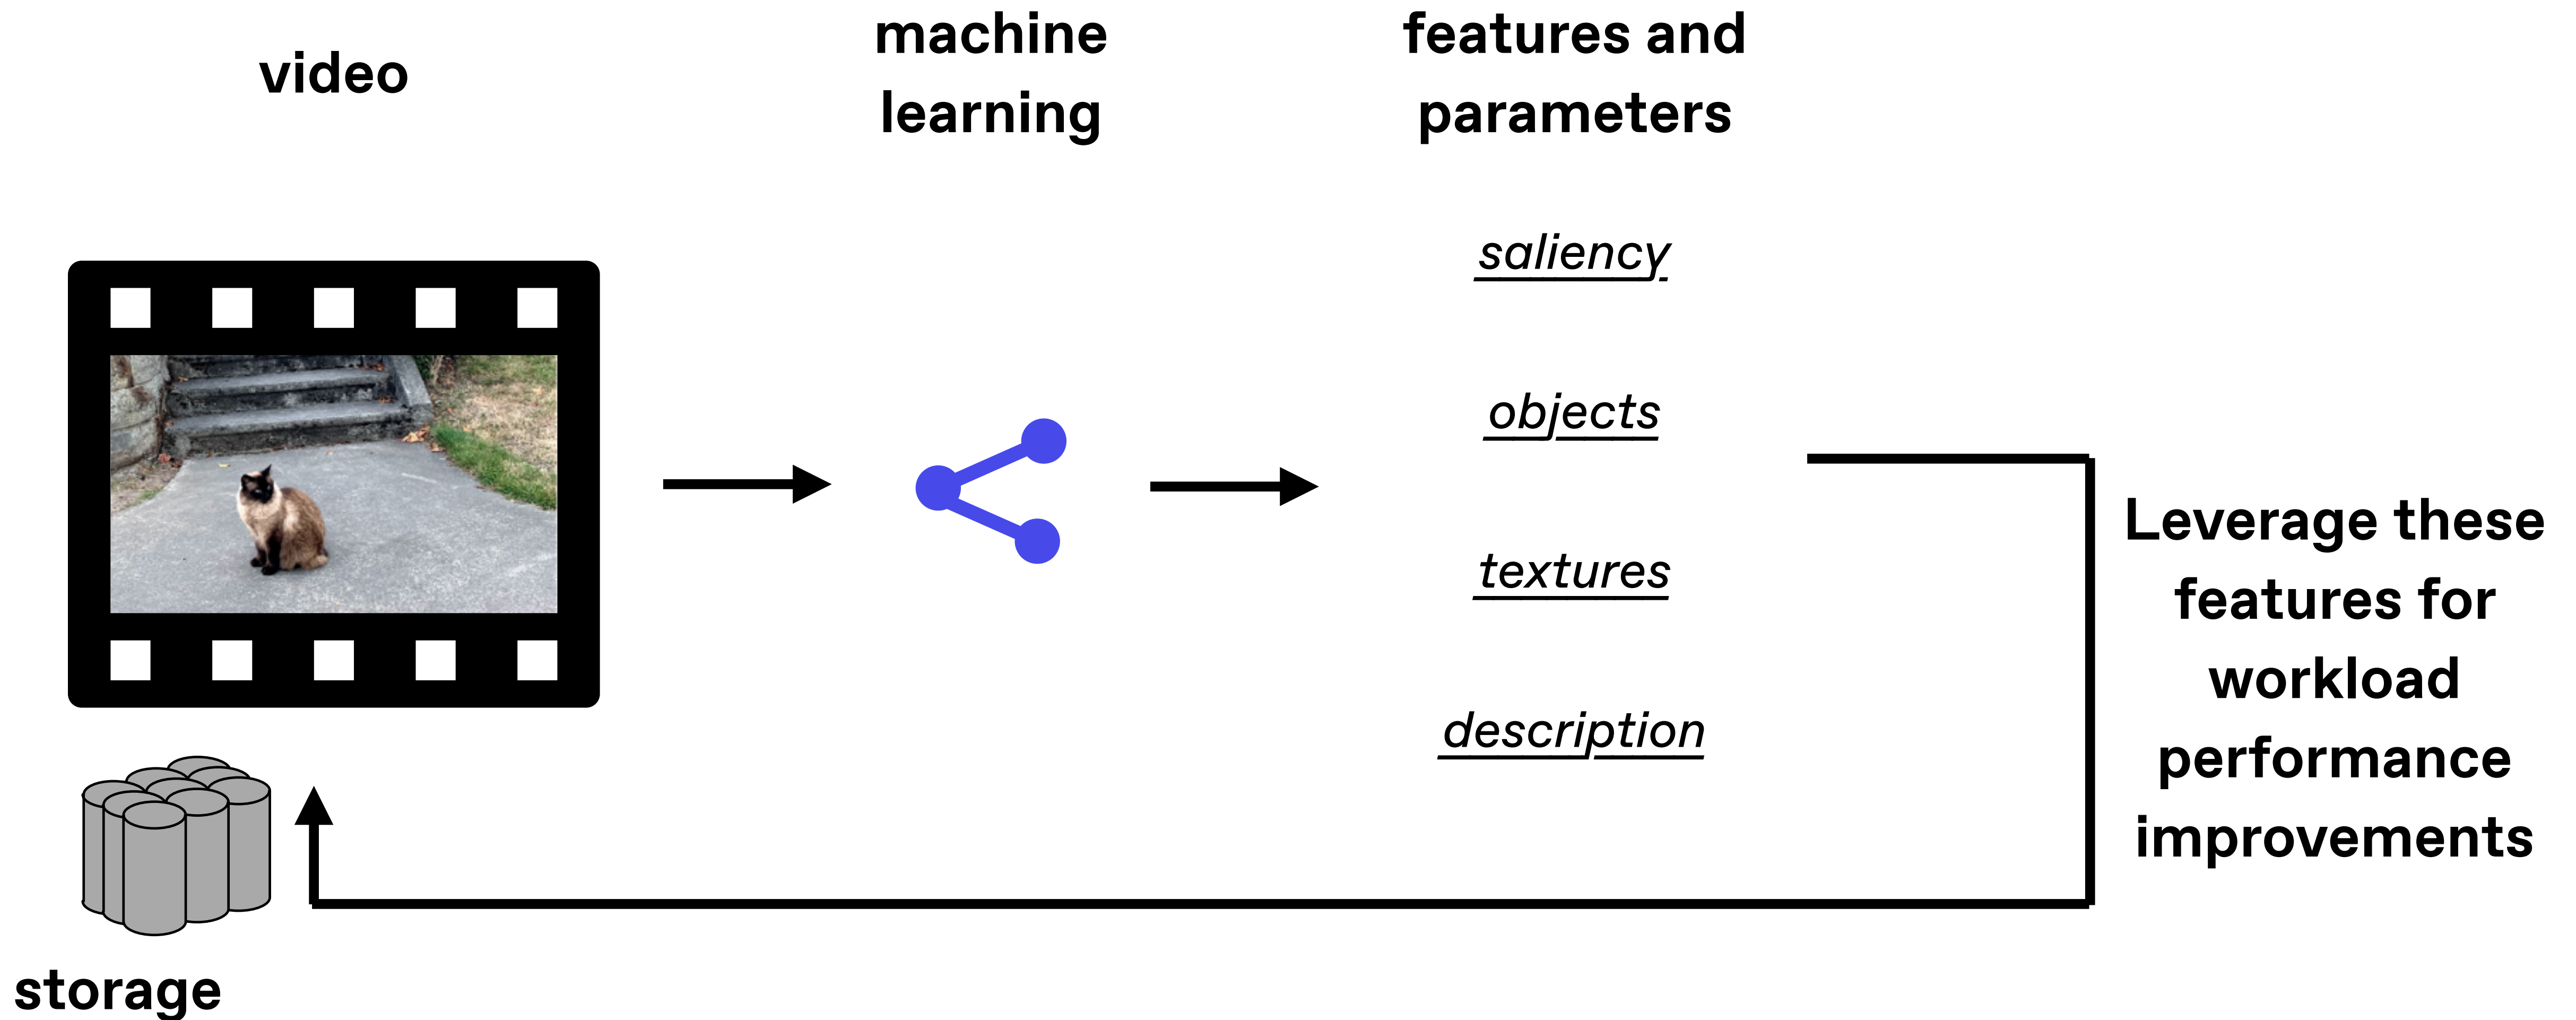 video
machine
learning
features and
parameters
saliency
objects
textures
description
Leverage these
features for
workload
performance
improvements
storage